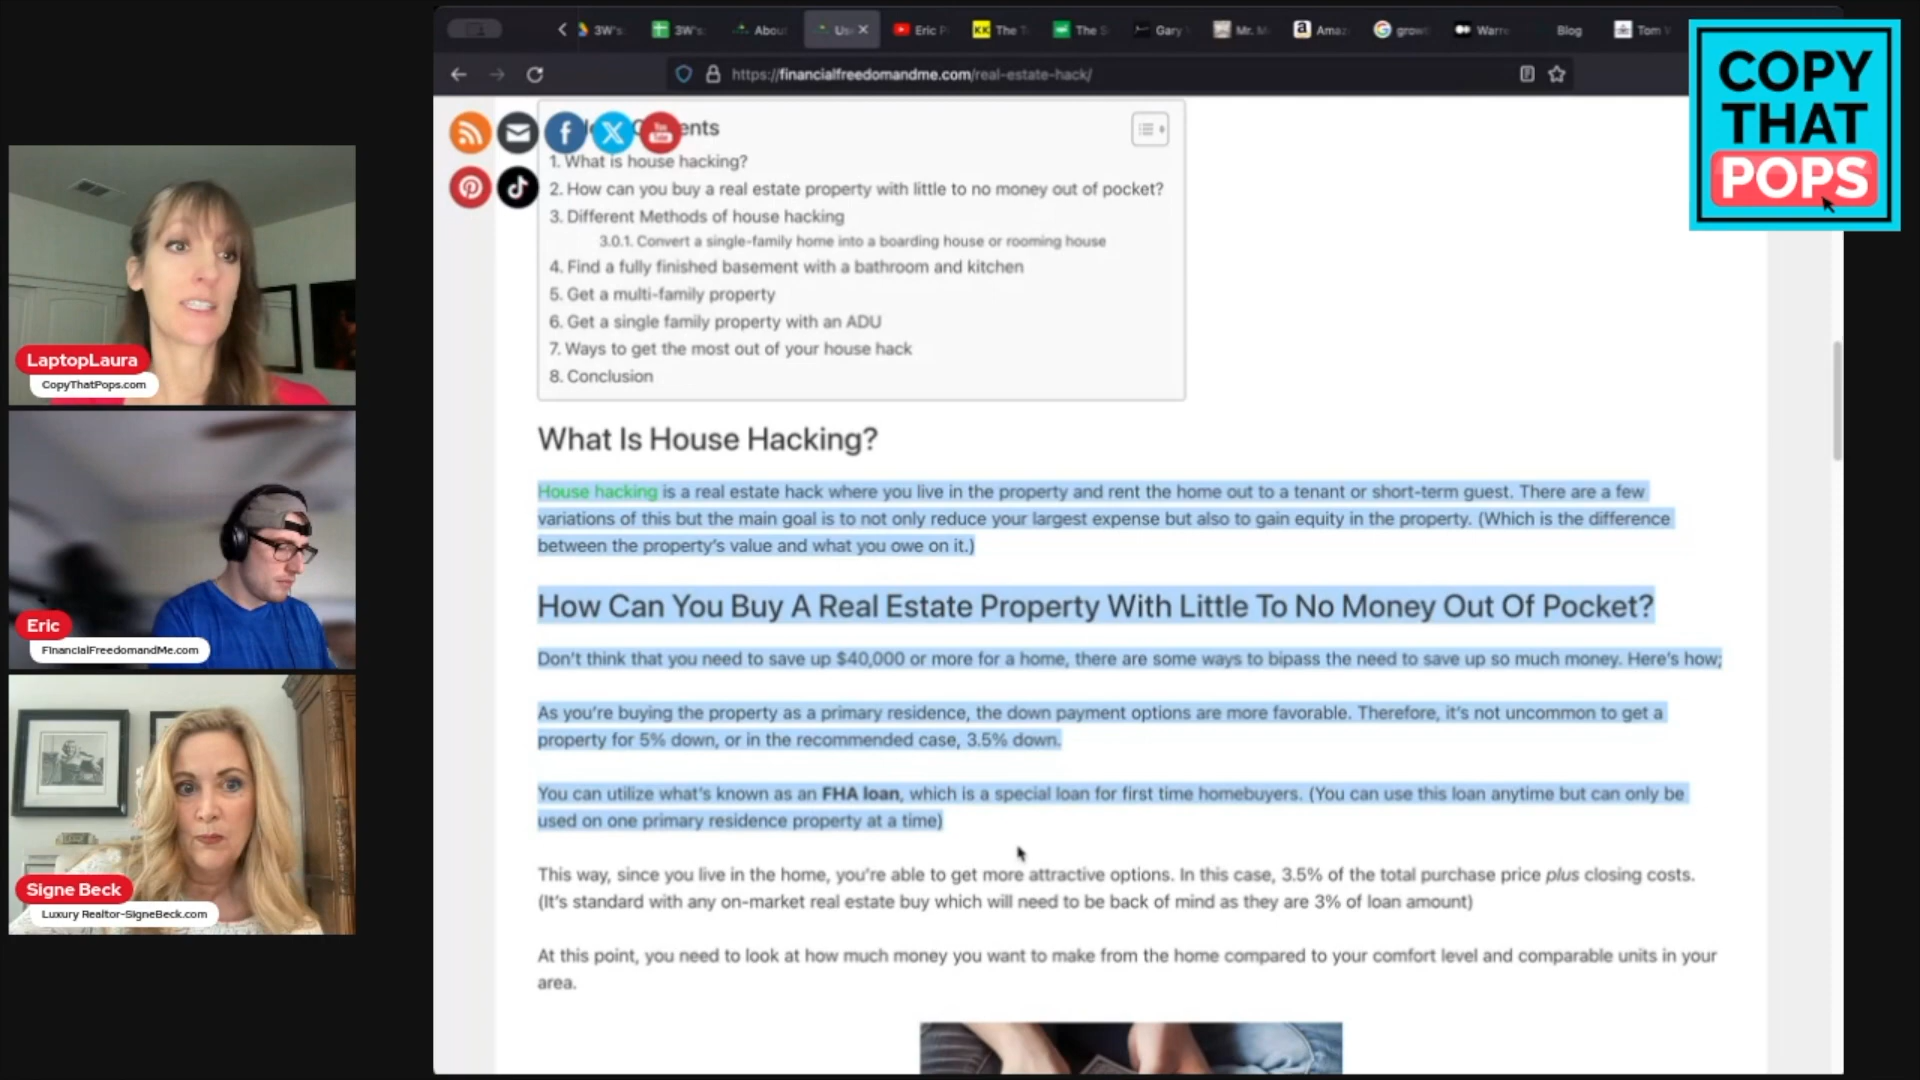 3W's
3W's
About
Us
Eric P
KK
The T
The S
Gary
Mr. M
Amaz
grow
Warre
Blog
Tom V
https://financialfreedomandme.com/real-estate-hack/
COPY
THAT
POPS
ents
1. What is house hacking?
2. How can you buy a real estate property with little to no money out of pocket?
3. Different Methods of house hacking
3.0.1. Convert a single-family home into a boarding house or rooming house
4. Find a fully finished basement with a bathroom and kitchen
5. Get a multi-family property
6. Get a single family property with an ADU
7. Ways to get the most out of your house hack
8. Conclusion
What Is House Hacking?
House hacking is a real estate hack where you live in the property and rent the home out to a tenant or short-term guest. There are a few
variations of this but the main goal is to not only reduce your largest expense but also to gain equity in the property. (Which is the difference
between the property's value and what you owe on it.)
How Can You Buy A Real Estate Property With Little To No Money Out Of Pocket?
Don't think that you need to save up $40,000 or more for a home, there are some ways to bipass the need to save up so much money. Here's how;
As you're buying the property as a primary residence, the down payment options are more favorable. Therefore, it's not uncommon to get a
property for 5% down, or in the recommended case, 3.5% down.
You can utilize what's known as an FHA loan, which is a special loan for first time homebuyers. (You can use this loan anytime but can only be
used on one primary residence property at a time)
This way, since you live in the home, you're able to get more attractive options. In this case, 3.5% of the total purchase price plus closing costs.
(It's standard with any on-market real estate buy which will need to be back of mind as they are 3% of loan amount)
At this point, you need to look at how much money you want to make from the home compared to your comfort level and comparable units in your
area.
LaptopLaura
CopyThatPops.com
Eric
FinancialFreedomandMe.com
Signe Beck
Luxury Realtor-SigneBeck.com